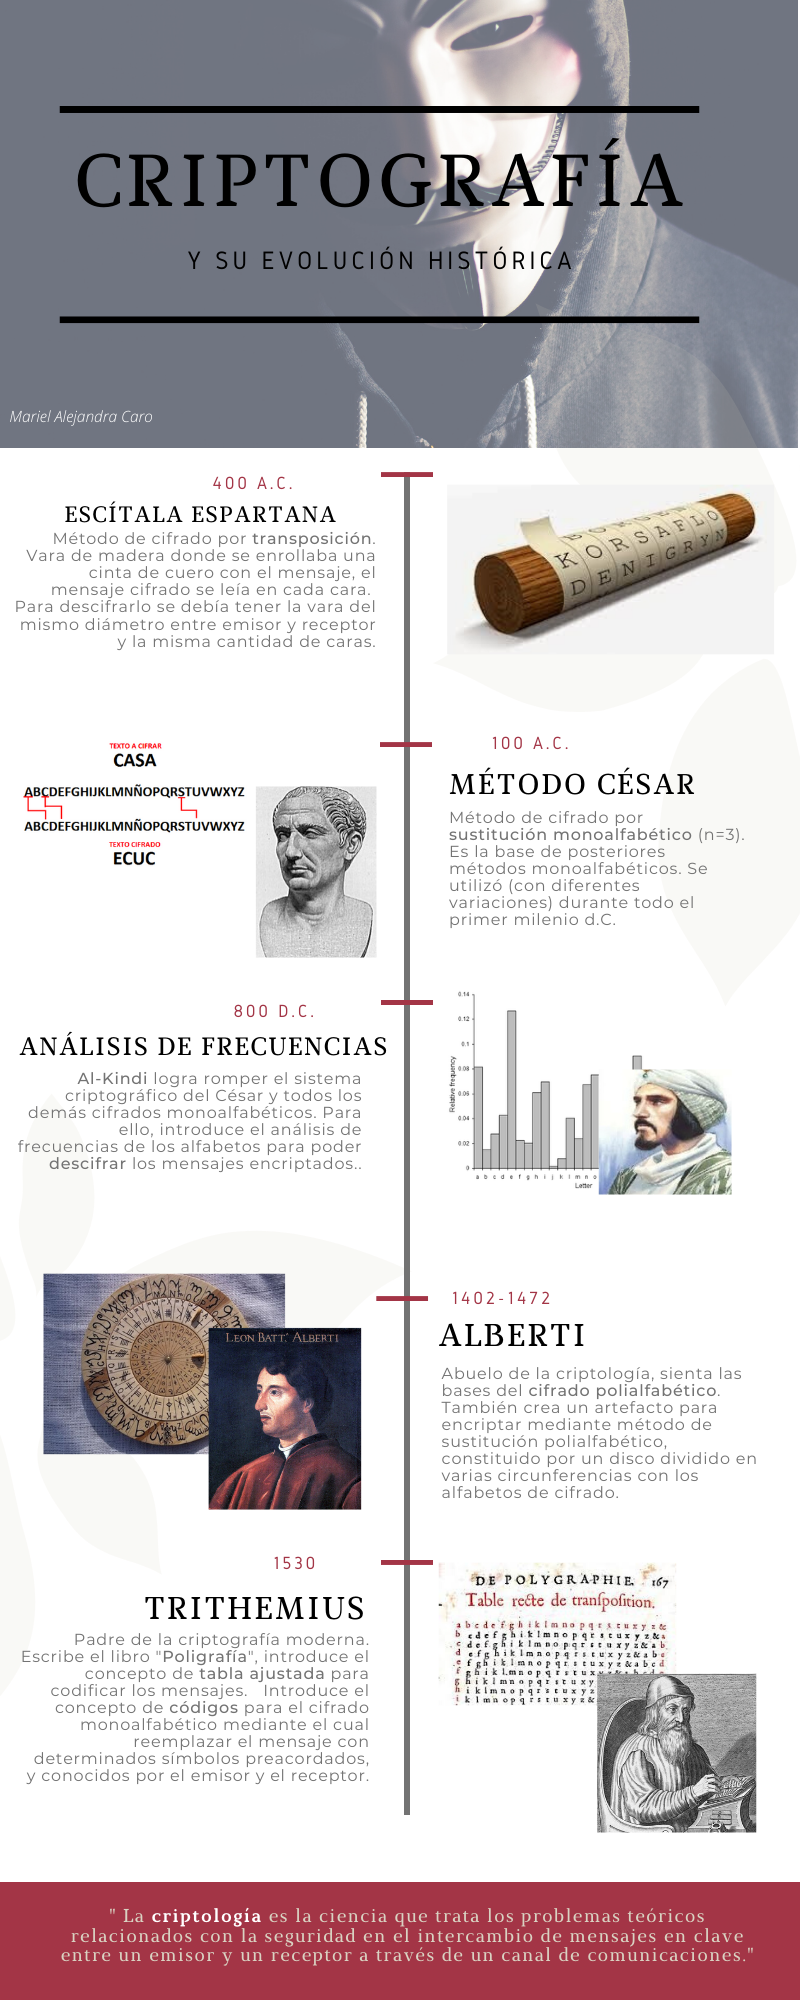 CRIPTOGRAFÍA
Y SU EVOLUCIÓN HISTÓRICA
Mariel Alejandra Caro
400 A.C.
ESCÍTALA ESPARTANA
Método de cifrado por transposición.
Vara de madera donde se enrollaba una
cinta de cuero con el mensaje, el
mensaje cifrado se leía en cada cara.
Para descifrarlo se debía tener la vara del
mismo diámetro entre emisor y receptor
y la misma cantidad de caras.
KORSAFLO
DENIGRYN
TEXTO A CIFRAR
CASA
ABCDEFGHIJKLMNÑOPQRSTUVWXYZ
ABCDEFGHIJKLMNÑOPQRSTUVWXYZ
TEXTO CIFRADO
ECUC
100 A.C.
MÉTODO CÉSAR
Método de cifrado por
sustitución monoalfabético (n=3).
Es la base de posteriores
métodos monoalfabéticos. Se
utilizó (con diferentes
variaciones) durante todo el
primer milenio d.C.
800 D.C.
ANÁLISIS DE FRECUENCIAS
Al-Kindi logra romper el sistema
criptográfico del César y todos los
demás cifrados monoalfabéticos. Para
ello, introduce el análisis de
frecuencias de los alfabetos para poder
descifrar los mensajes encriptados..
Relative frequency
0.14
0.12
0.1
0.08
0.06
0.04
0.02
0
a b c d e f g h i j k l m n o
Letter
LEON BATT.' ALBERTI
1402-1472
ALBERTI
Abuelo de la criptología, sienta las
bases del cifrado polialfabético.
También crea un artefacto para
encriptar mediante método de
sustitución polialfabético,
constituido por un disco dividido en
varias circunferencias con los
alfabetos de cifrado.
1530
TRITHEMIUS
Padre de la criptografía moderna.
Escribe el libro "Poligrafía", introduce el
concepto de tabla ajustada para
codificar los mensajes. Introduce el
concepto de códigos para el cifrado
monoalfabético mediante el cual
reemplazar el mensaje con
determinados símbolos preacordados,
y conocidos por el emisor y el receptor.
DE POLYGRAPHIE. 167
Table recte de transposition.
a b c d e f g h i k l m n o p q r s t u x y z &
b c d e f g h i k l m n o p q r s t u x y z & a
c d e f g h i k l m n o p q r s t u x y z & a b
" La criptología es la ciencia que trata los problemas teóricos
relacionados con la seguridad en el intercambio de mensajes en clave
entre un emisor y un receptor a través de un canal de comunicaciones."